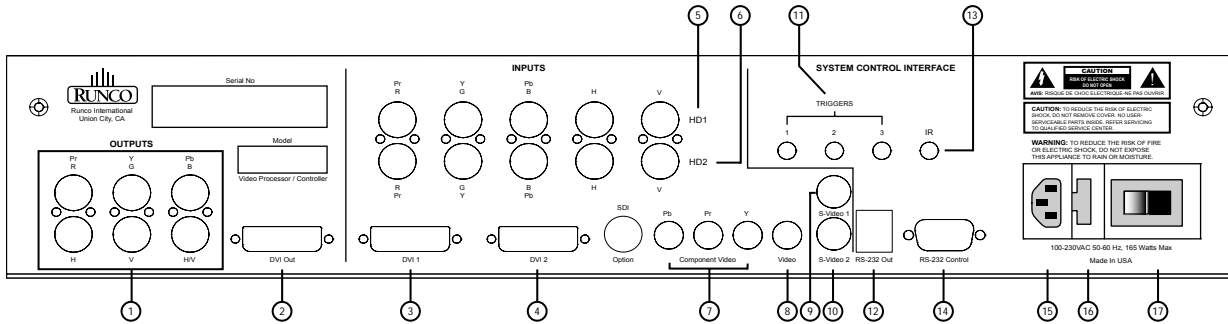 5
6
11
13
INPUTS
SYSTEM CONTROL INTERFACE
RUNCO
Runco International
Union City, CA
Serial No
Model
Video Processor / Controller
OUTPUTS
Pr
R
Y
G
Pb
B
H
V
H/V
DVI Out
Pr
R
Y
G
Pb
B
H
V
HD1
HD2
R
Pr
G
Y
B
Pb
H
V
DVI 1
DVI 2
SDI
Option
Pb
Pr
Y
Component Video
Video
S-Video 1
S-Video 2
TRIGGERS
1
2
3
IR
RS-232 Out
RS-232 Control
CAUTION
RISK OF ELECTRIC SHOCK
DO NOT OPEN
AVIS: RISQUE DE CHOC ELECTRIQUE-NE PAS OUVRIR
CAUTION: TO REDUCE THE RISK OF ELECTRIC
SHOCK, DO NOT REMOVE COVER. NO USER-
SERVICEABLE PARTS INSIDE. REFER SERVICING
TO QUALIFIED SERVICE CENTER.
WARNING: TO REDUCE THE RISK OF FIRE
OR ELECTRIC SHOCK, DO NOT EXPOSE
THIS APPLIANCE TO RAIN OR MOISTURE.
100-230VAC 50-60 Hz, 165 Watts Max
Made In USA
1
2
3
4
7
8
9
10
12
14
15
16
17